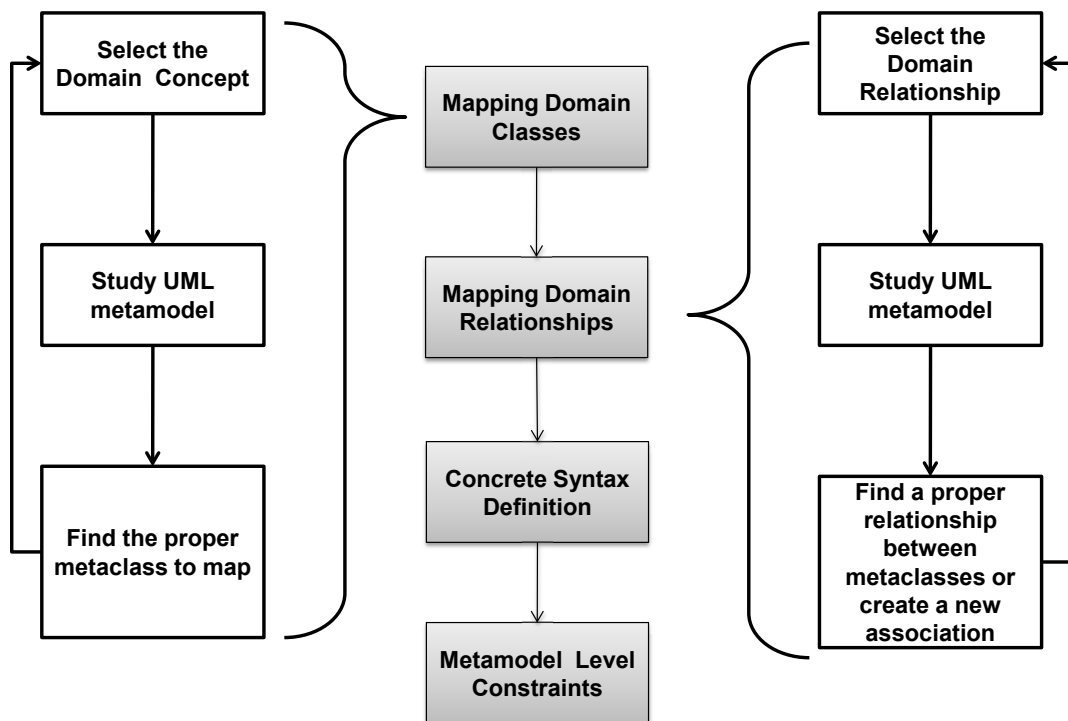 Select the
Domain Concept
Study UML
metamodel
Find the proper
metaclass to map
Mapping Domain
Classes
Mapping Domain
Relationships
Concrete Syntax
Definition
Metamodel Level
Constraints
Select the
Domain
Relationship
Study UML
metamodel
Find a proper
relationship
between
metaclasses or
create a new
association